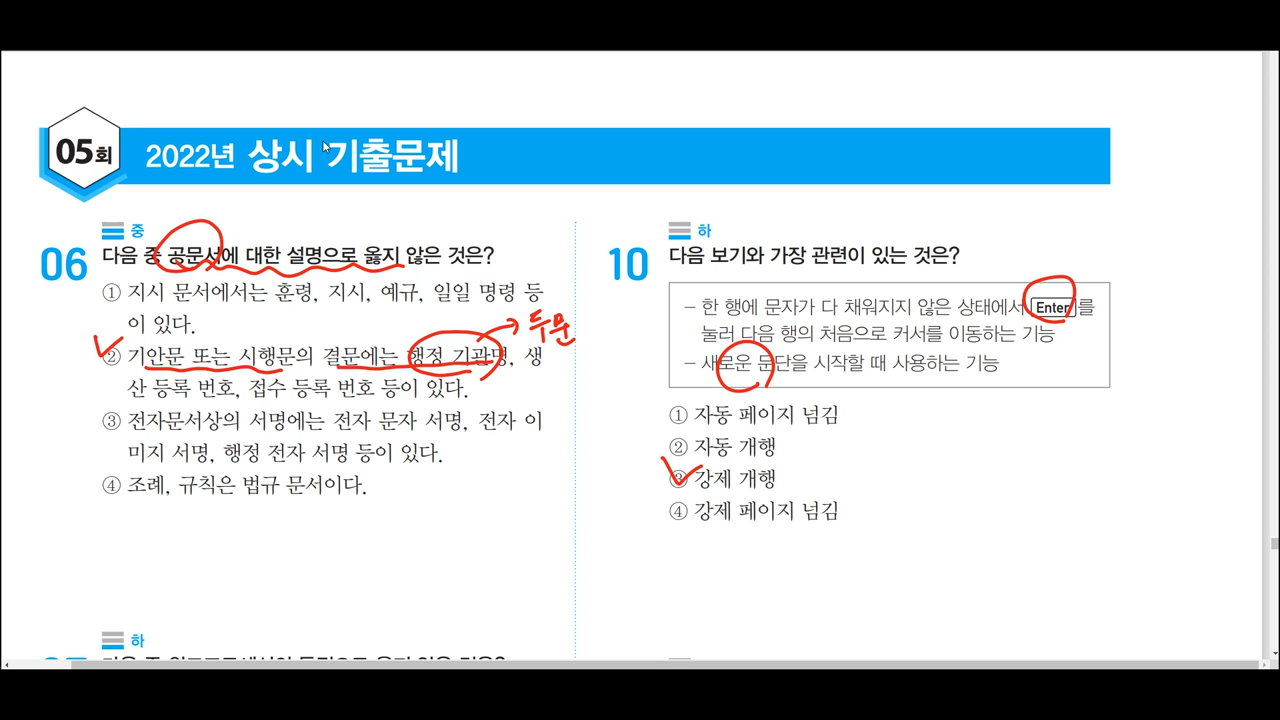 05회
2022년 상시 기출문제
중
06 다음 중 공문서에 대한 설명으로 옳지 않은 것은?
① 지시 문서에서는 훈령, 지시, 예규, 일일 명령 등
이 있다.
두문
② 기안문 또는 시행문의 결문에는 행정 기관명, 생
산 등록 번호, 접수 등록 번호 등이 있다.
③ 전자문서상의 서명에는 전자 문자 서명, 전자 이
미지 서명, 행정 전자 서명 등이 있다.
④ 조례, 규칙은 법규 문서이다.
하
하
10 다음 보기와 가장 관련이 있는 것은?
– 한 행에 문자가 다 채워지지 않은 상태에서 Enter를
눌러 다음 행의 처음으로 커서를 이동하는 기능
– 새로운 문단을 시작할 때 사용하는 기능
① 자동 페이지 넘김
② 자동 개행
③ 강제 개행
④ 강제 페이지 넘김